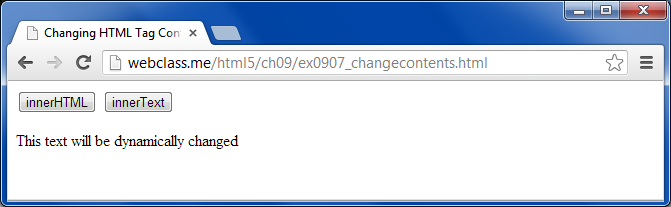 Changing HTML Tag Con
webclass.me/html5/ch09/ex0907_changecontents.html
innerHTML innerText
This text will be dynamically changed